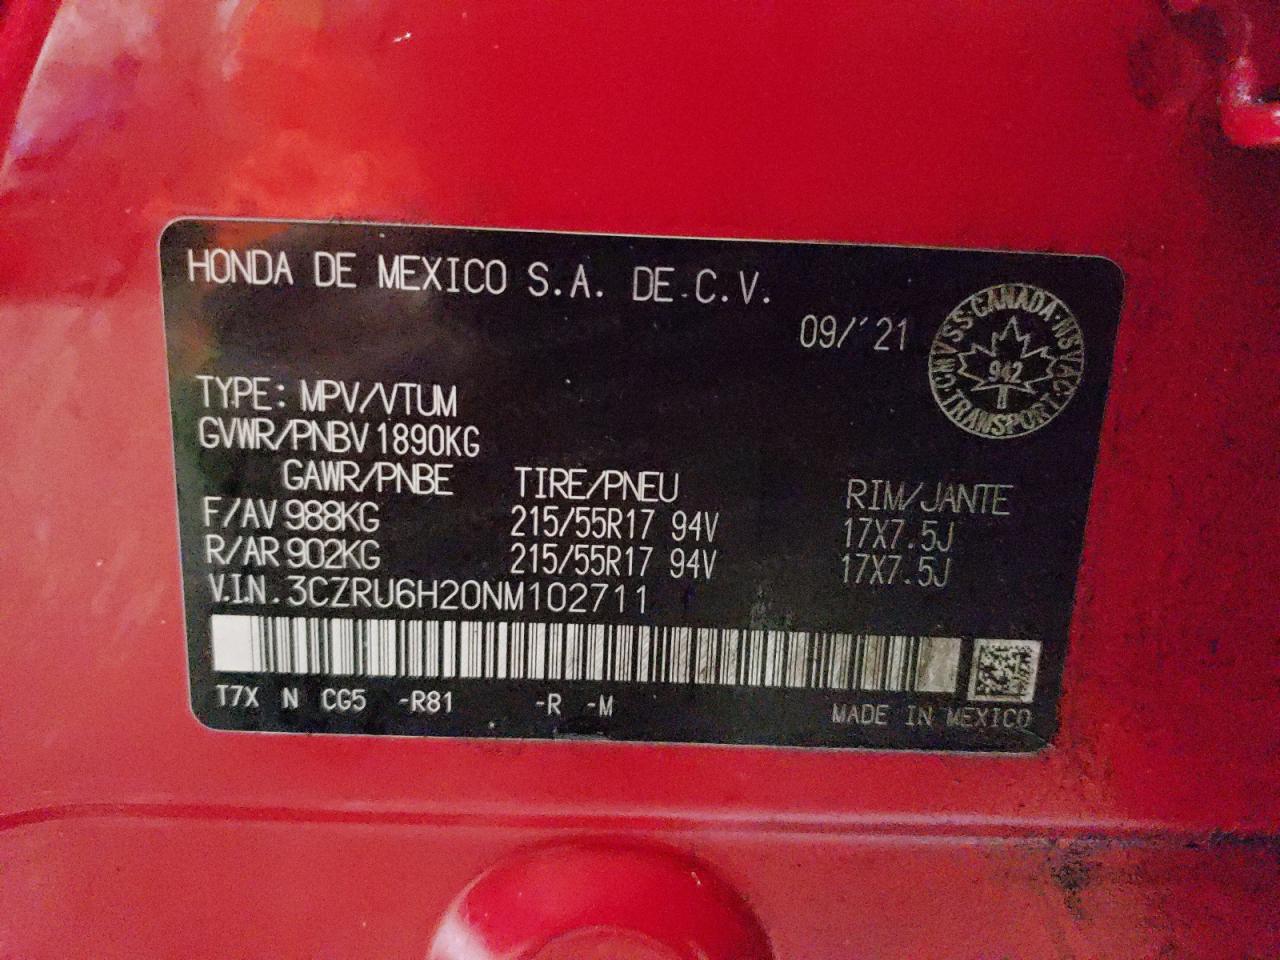 HONDA DE MEXICO S.A. DE C.V.
09/'21
CMVSS·CANADA·NSVAC·TRANSPORT·
942
TYPE: MPV/VTUM
GVWR/PNBV 1890KG
GAWR/PNBE TIRE/PNEU RIM/JANTE
F/AV 988KG 215/55R17 94V 17X7.5J
R/AR 902KG 215/55R17 94V 17X7.5J
V.I.N. 3CZRU6H20NM102711
T7X N CG5 -R81 -R -M MADE IN MEXICO